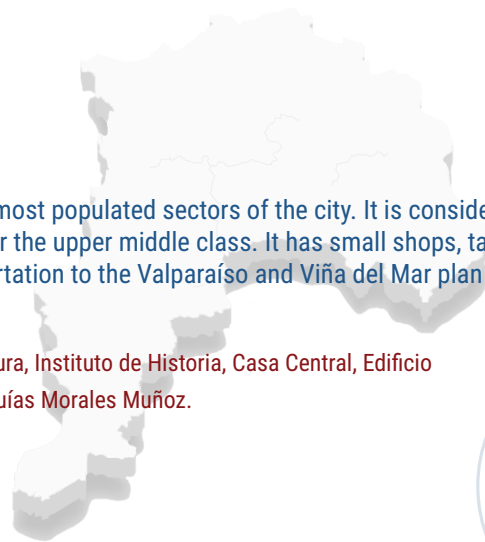 most populated sectors of the city. It is conside
r the upper middle class. It has small shops, ta
rtation to the Valparaíso and Viña del Mar plan
ura, Instituto de Historia, Casa Central, Edificio
uías Morales Muñoz.